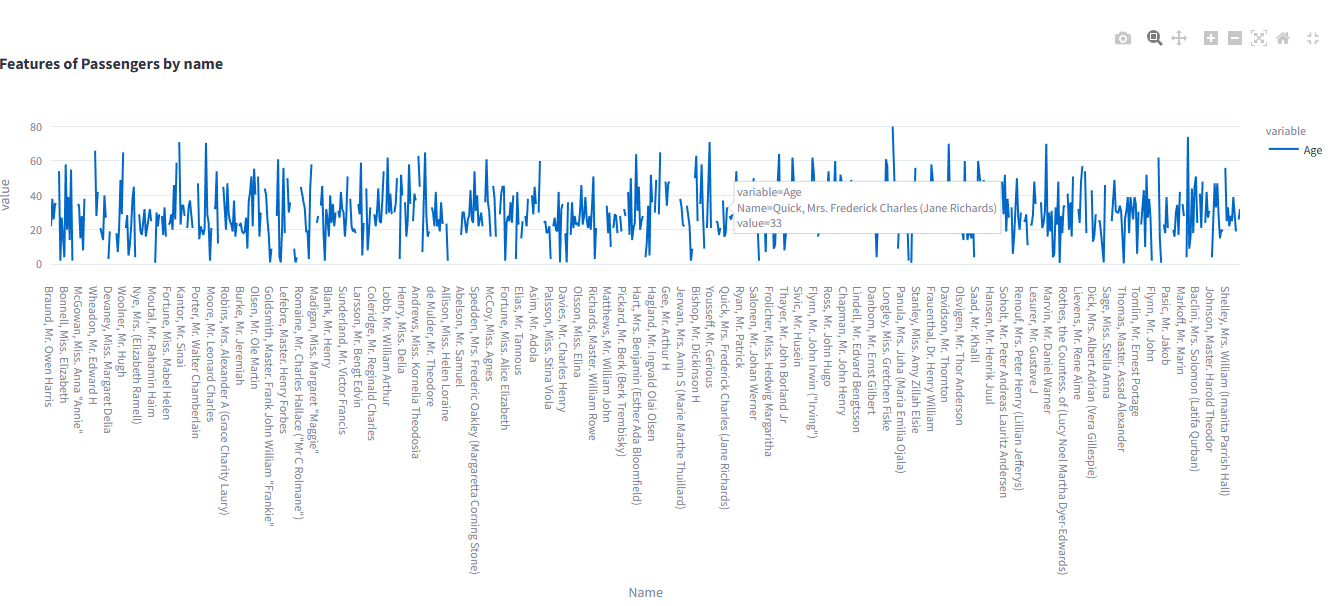 Features of Passengers by name
variable
Age
value
80
60
40
20
0
variable=Age
Name=Quick, Mrs. Frederick Charles (Jane Richards)
value=33
Braund, Mr. Owen Harris
Bonnell, Miss. Elizabeth
McGowan, Miss. Anna "Annie"
Wheadon, Mr. Edward H
Devaney, Miss. Margaret Delia
Woolner, Mr. Hugh
Nye, Mrs. (Elizabeth Ramell)
Moutal, Mr. Rahamin Haim
Fortune, Miss. Mabel Helen
Kantor, Mr. Sinai
Porter, Mr. Walter Chamberlain
Moore, Mr. Leonard Charles
Robins, Mrs. Alexander A (Grace Charity Laury)
Burke, Mr. Jeremiah
Olsen, Mr. Ole Martin
Goldsmith, Master. Frank John William "Frankie"
Lefebre, Master. Henry Forbes
Romaine, Mr. Charles Hallace ("Mr C Rolmane")
Madigan, Miss. Margaret "Maggie"
Blank, Mr. Henry
Sunderland, Mr. Victor Francis
Larsson, Mr. Bengt Edvin
Coleridge, Mr. Reginald Charles
Lobb, Mr. William Arthur
Henry, Miss. Delia
Andrews, Miss. Kornelia Theodosia
de Mulder, Mr. Theodore
Allison, Miss. Helen Loraine
Abelson, Mr. Samuel
Spedden, Mrs. Frederic Oakley (Margaretta Corning Stone)
McCoy, Miss. Agnes
Fortune, Miss. Alice Elizabeth
Elias, Mr. Tannous
Asim, Mr. Adola
Palsson, Miss. Stina Viola
Davies, Mr. Charles Henry
Olsson, Miss. Elina
Richards, Master. William Rowe
Matthews, Mr. William John
Pickard, Mr. Berk (Berk Trembisky)
Hart, Mrs. Benjamin (Esther Ada Bloomfield)
Hagland, Mr. Ingvald Olai Olsen
Gee, Mr. Arthur H
Jerwan, Mrs. Amin S (Marie Marthe Thuillard)
Bishop, Mr. Dickinson H
Yousseff, Mr. Gerious
Quick, Mrs. Frederick Charles (Jane Richards)
Ryan, Mr. Patrick
Salonen, Mr. Johan Werner
Frolicher, Miss. Hedwig Margaritha
Thayer, Mr. John Borland Jr
Sivic, Mr. Husein
Flynn, Mr. John Irwin ("Irving")
Ross, Mr. John Hugo
Chapman, Mr. John Henry
Lindell, Mr. Edvard Bengtsson
Danbom, Mr. Ernst Gilbert
Longley, Miss. Gretchen Fiske
Panula, Mrs. Juha (Maria Emilia Ojala)
Stanley, Miss. Amy Zillah Elsie
Frauenthal, Dr. Henry William
Davidson, Mr. Thornton
Olsvigen, Mr. Thor Anderson
Saad, Mr. Khalil
Hansen, Mr. Henrik Juul
Soholt, Mr. Peter Andreas Lauritz Andersen
Renouf, Mrs. Peter Henry (Lillian Jefferys)
Lesurer, Mr. Gustave J
Marvin, Mr. Daniel Warner
Rothes, the Countess. of (Lucy Noel Martha Dyer-Edwards)
Lievens, Mr. Rene Aime
Dick, Mrs. Albert Adrian (Vera Gillespie)
Sage, Miss. Stella Anna
Thomas, Master. Assad Alexander
Tomlin, Mr. Ernest Portage
Flynn, Mr. John
Pasic, Mr. Jakob
Markoff, Mr. Marin
Baclini, Mrs. Solomon (Latifa Qurban)
Johnson, Master. Harold Theodor
Shelley, Mrs. William (Imanita Parrish Hall)
Name